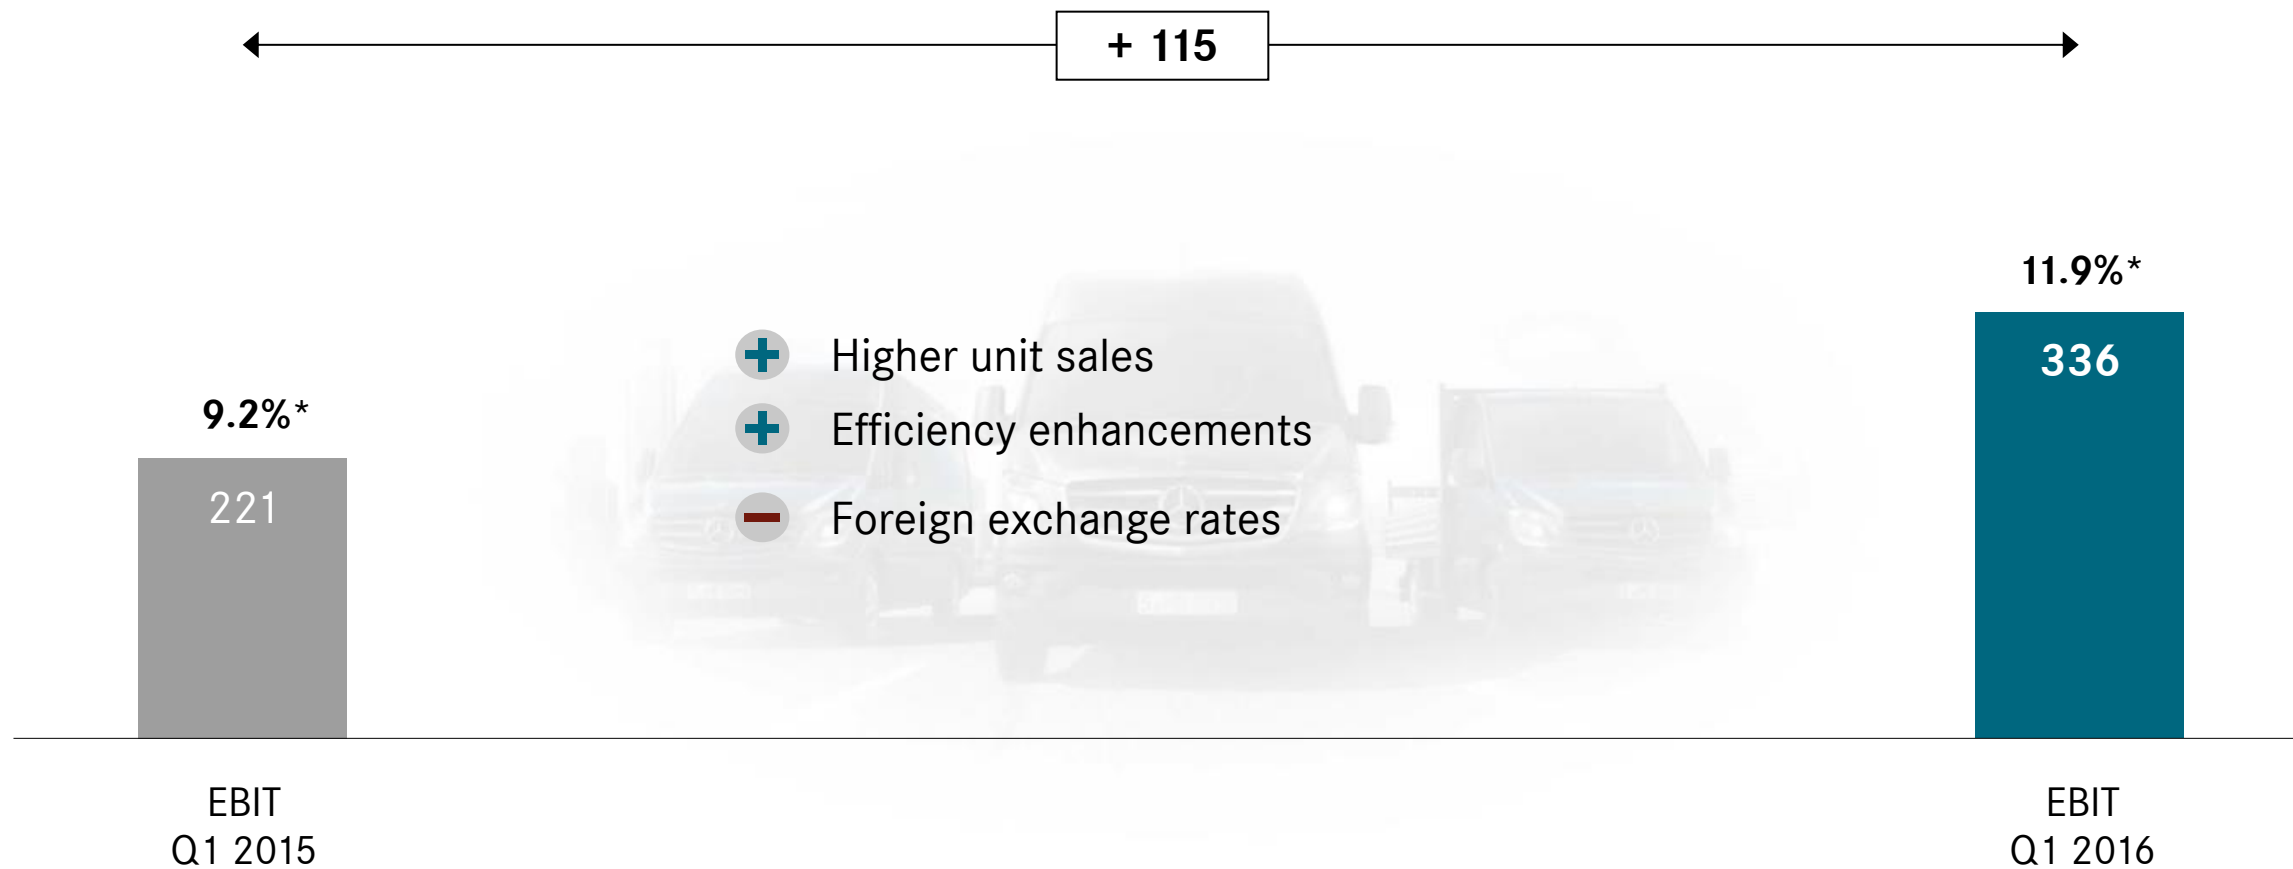 + 115
11.9%*
336
9.2%*
221
Higher unit sales
Efficiency enhancements
Foreign exchange rates
EBIT
Q1 2015
EBIT
Q1 2016